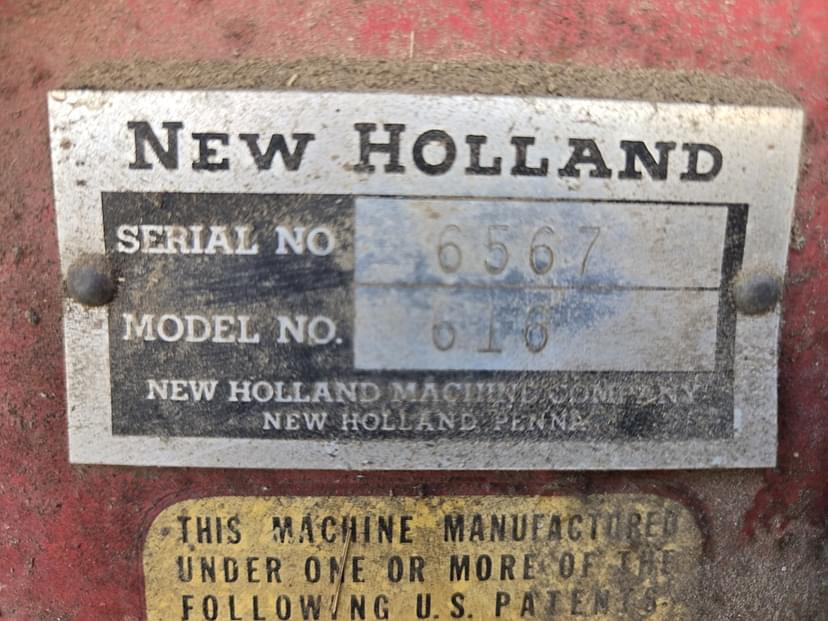 NEW HOLLAND
SERIAL NO 6567
MODEL NO. 616
NEW HOLLAND MACHINE COMPANY
NEW HOLLAND, PENNA
THIS MACHINE MANUFACTURED
UNDER ONE OR MORE OF THE
FOLLOWING U.S. PATENTS